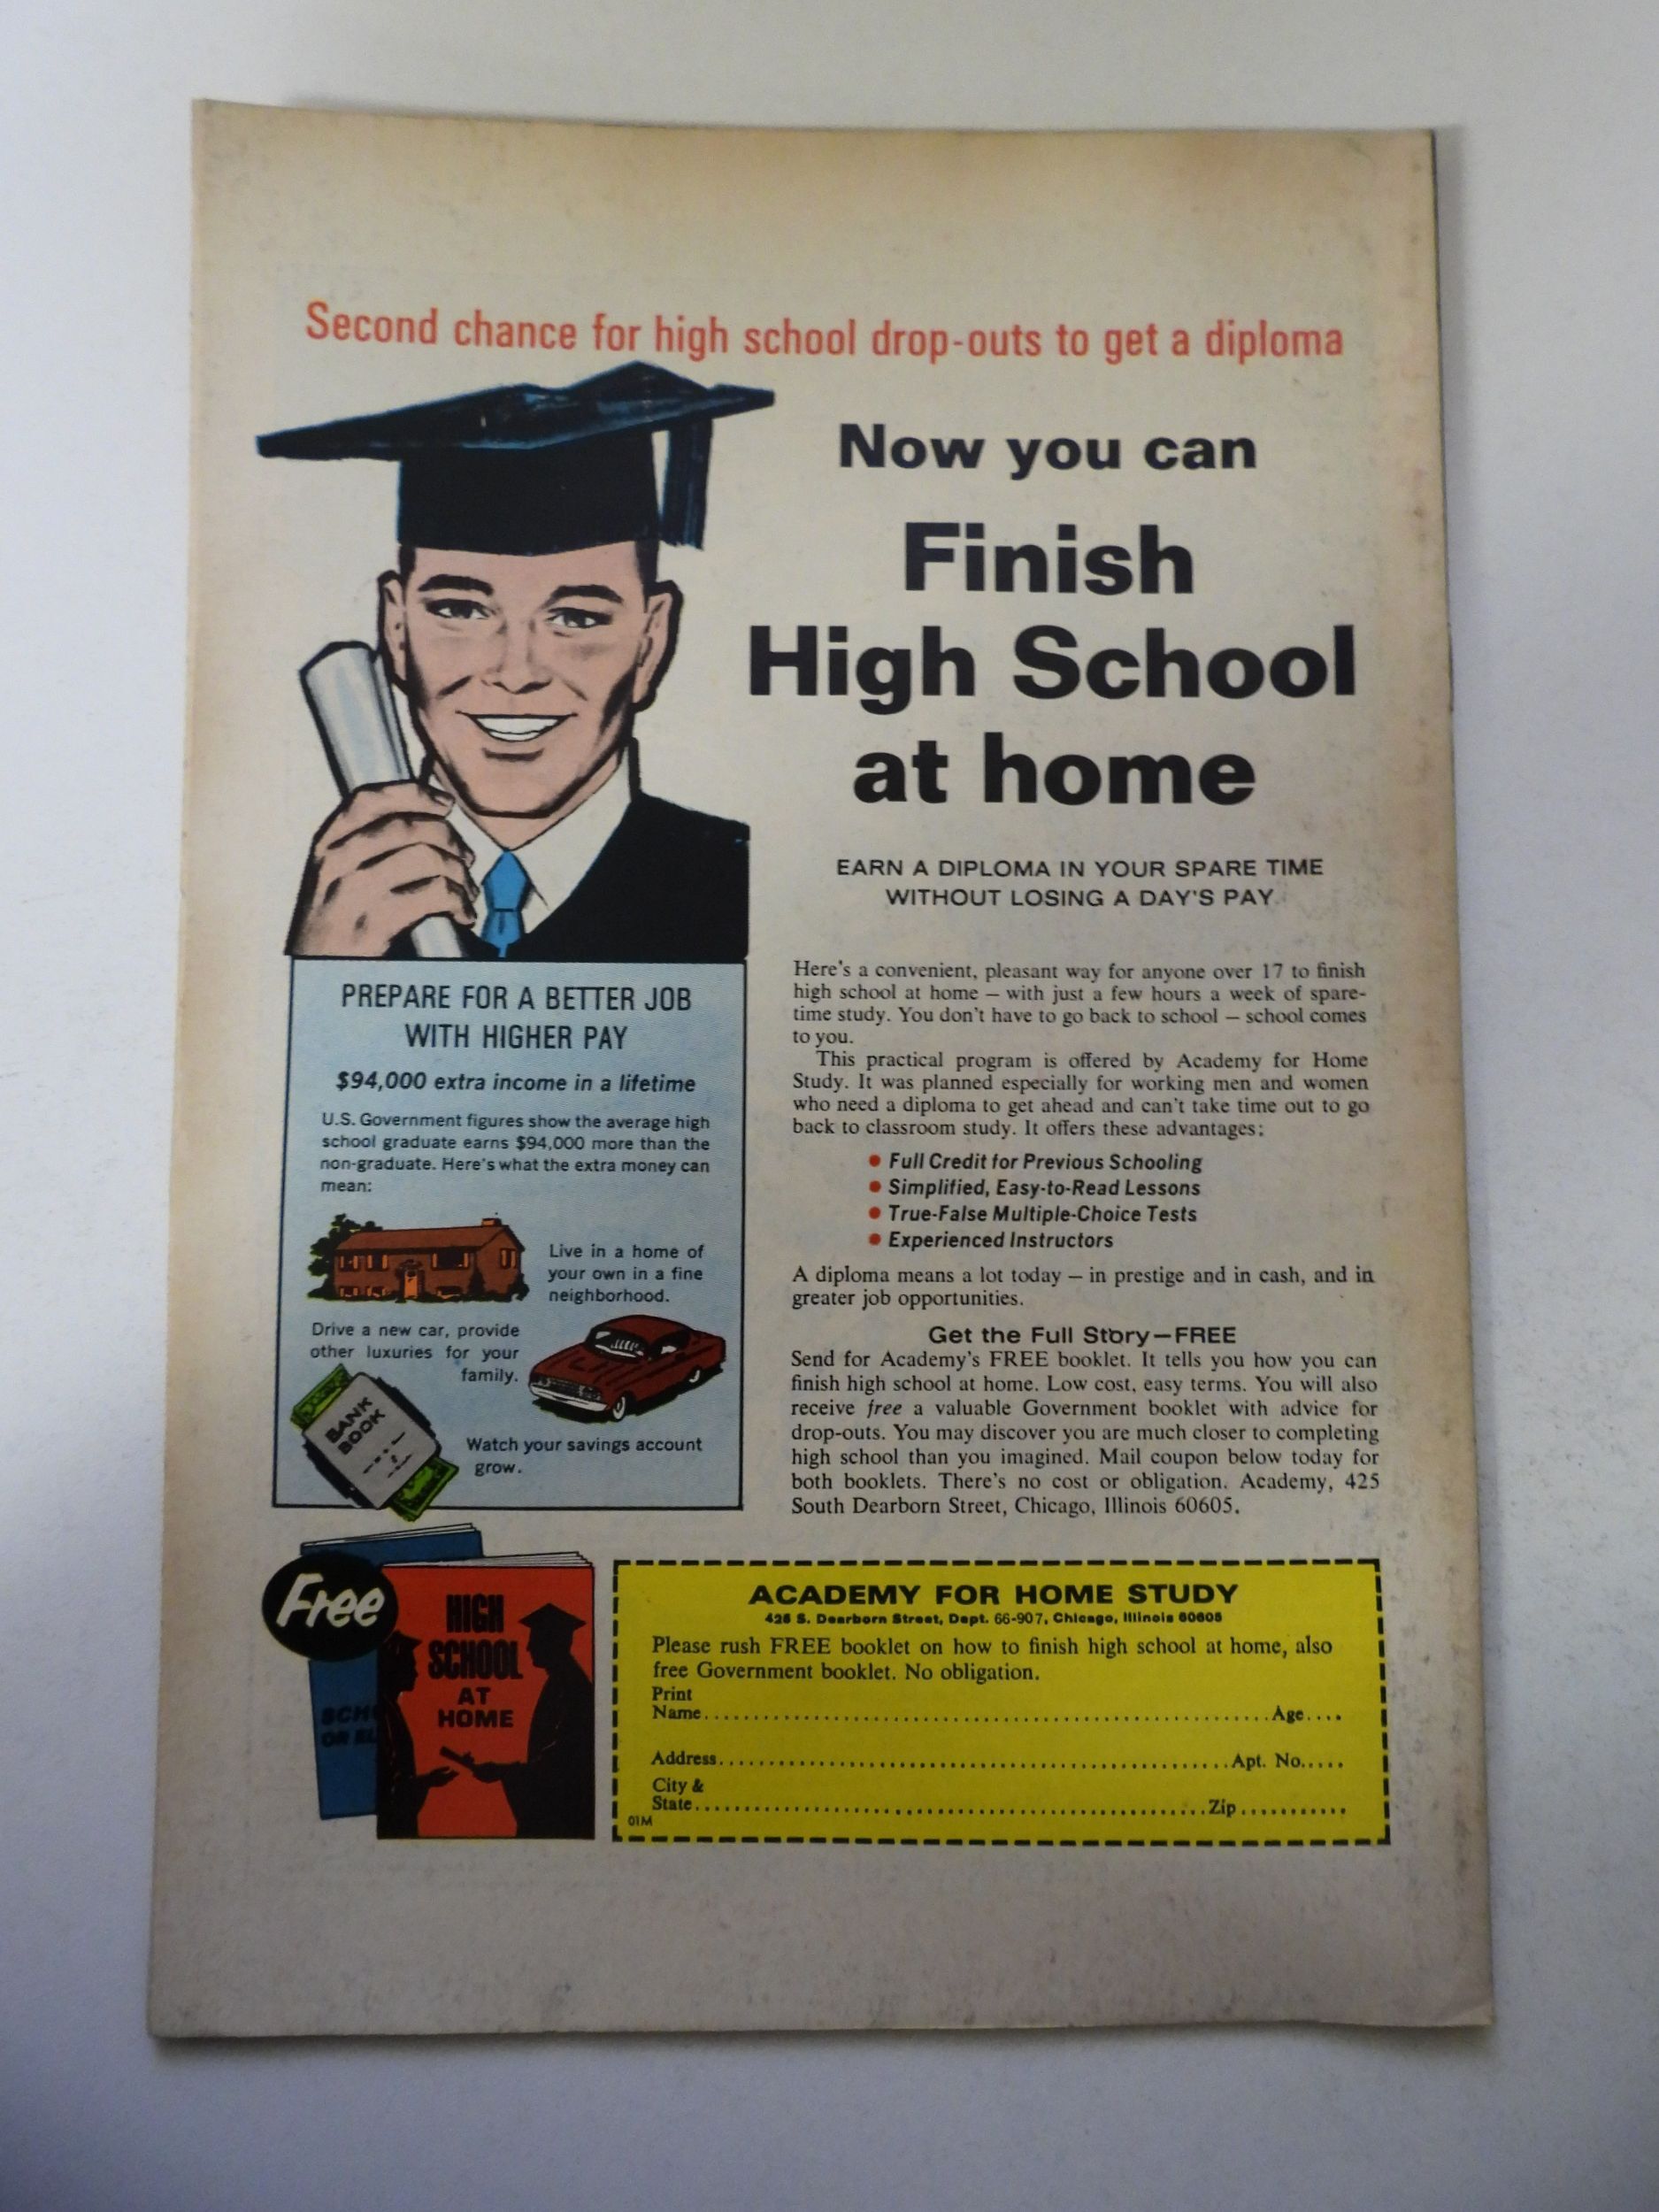 Second chance for high school drop-outs to get a diploma
Now you can
Finish
High School
at home
EARN A DIPLOMA IN YOUR SPARE TIME
WITHOUT LOSING A DAY'S PAY
PREPARE FOR A BETTER JOB
WITH HIGHER PAY
$94,000 extra income in a lifetime
U.S. Government figures show the average high
school graduate earns $94,000 more than the
non-graduate. Here's what the extra money can
mean:
Live in a home of
your own in a fine
neighborhood.
Drive a new car, provide
other luxuries for your
family.
BANK
BOOK
Watch your savings account
grow.
Here's a convenient, pleasant way for anyone over 17 to finish
high school at home – with just a few hours a week of spare-
time study. You don't have to go back to school – school comes
to you.
This practical program is offered by Academy for Home
Study. It was planned especially for working men and women
who need a diploma to get ahead and can't take time out to go
back to classroom study. It offers these advantages:
• Full Credit for Previous Schooling
• Simplified, Easy-to-Read Lessons
• True-False Multiple-Choice Tests
• Experienced Instructors
A diploma means a lot today – in prestige and in cash, and in
greater job opportunities.
Get the Full Story—FREE
Send for Academy's FREE booklet. It tells you how you can
finish high school at home. Low cost, easy terms. You will also
receive free a valuable Government booklet with advice for
drop-outs. You may discover you are much closer to completing
high school than you imagined. Mail coupon below today for
both booklets. There's no cost or obligation. Academy, 425
South Dearborn Street, Chicago, Illinois 60605.
Free
HIGH
SCHOOL
AT
HOME
SCHO
OR EL
ACADEMY FOR HOME STUDY
425 S. Dearborn Street, Dept. 66-907, Chicago, Illinois 60605
Please rush FREE booklet on how to finish high school at home, also
free Government booklet. No obligation.
Print
Name.......... Age....
Address.......... Apt. No.....
City &
State.......... Zip..........
01M